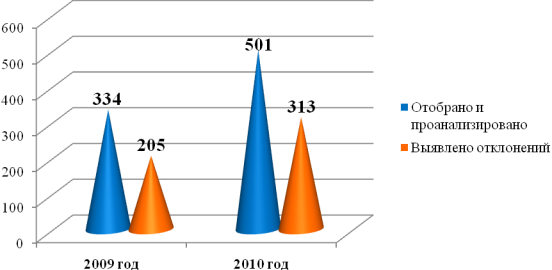 600
500
400
300
200
100
0
334
205
501
313
2009 год
2010 год
Отобрано и
проанализировано
Выявлено отклонений